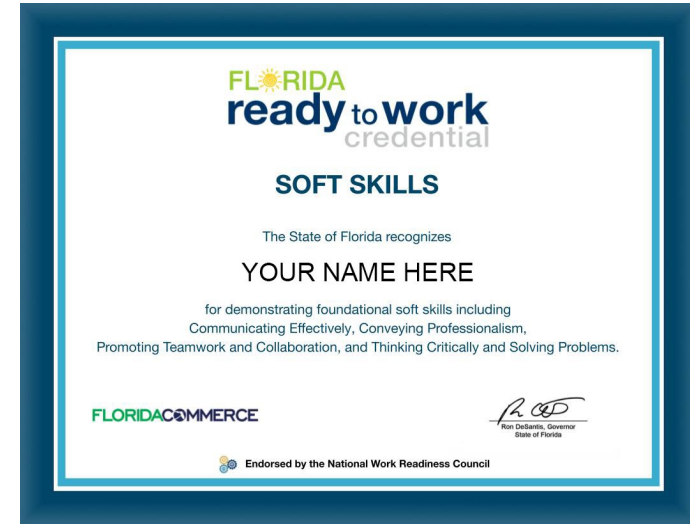 FLORIDA
ready to work
credential
SOFT SKILLS
The State of Florida recognizes
YOUR NAME HERE
for demonstrating foundational soft skills including
Communicating Effectively, Conveying Professionalism,
Promoting Teamwork and Collaboration, and Thinking Critically and Solving Problems.
FLORIDACOMMERCE
Ron DeSantis, Governor
State of Florida
Endorsed by the National Work Readiness Council